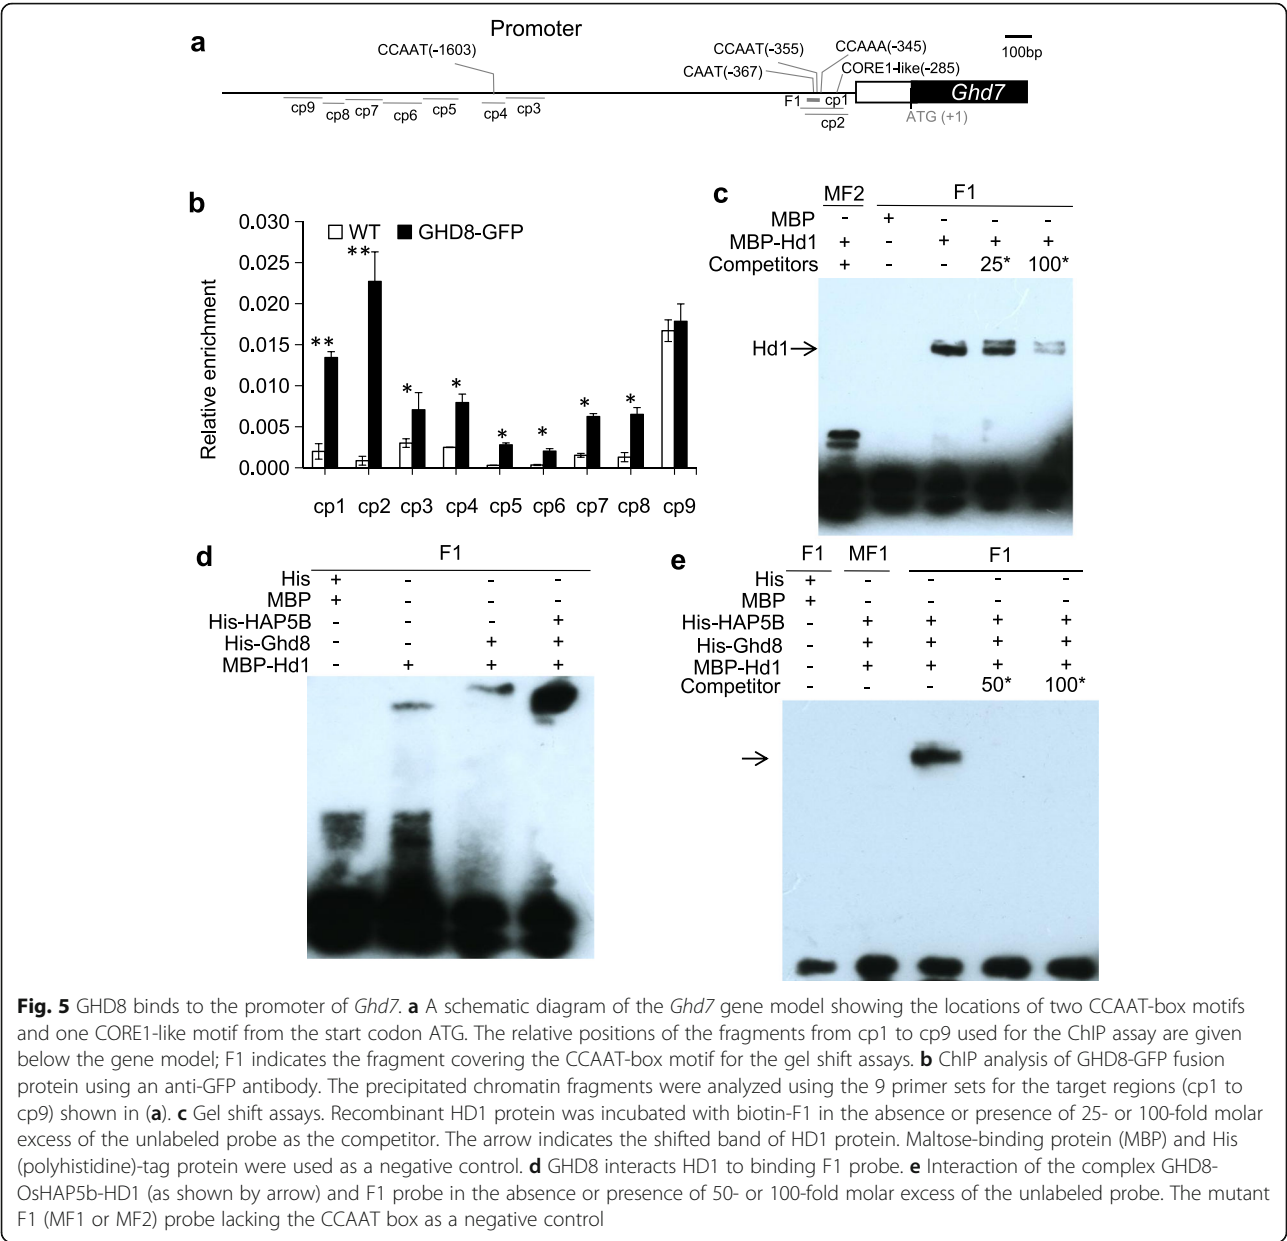 a
Promoter
CCAAT(-1603)
CCAAT(-355)
CCAAA(-345)
100bp
CAAT(-367)
CORE1-like(-285)
cp9
cp8
cp7
cp6
cp5
cp4
cp3
F1
cp1
cp2
Ghd7
ATG (+1)
b
WT GHD8-GFP
Relative enrichment
0.030
0.025
0.020
0.015
0.010
0.005
0.000
** ** * * * * * *
cp1 cp2 cp3 cp4 cp5 cp6 cp7 cp8 cp9
c
MF2 F1
MBP - + - - -
MBP-Hd1 + - + + +
Competitors + - - 25* 100*
Hd1
d
F1
His + - - -
MBP + - - -
His-HAP5B - - - +
His-Ghd8 - - + +
MBP-Hd1 - + + +
e
F1 MF1 F1
His + - - - -
MBP + - - - -
His-HAP5B - + + + +
His-Ghd8 - + + + +
MBP-Hd1 - + + + +
Competitor - - - 50* 100*
Fig. 5 GHD8 binds to the promoter of Ghd7. a A schematic diagram of the Ghd7 gene model showing the locations of two CCAAT-box motifs
and one CORE1-like motif from the start codon ATG. The relative positions of the fragments from cp1 to cp9 used for the ChIP assay are given
below the gene model; F1 indicates the fragment covering the CCAAT-box motif for the gel shift assays. b ChIP analysis of GHD8-GFP fusion
protein using an anti-GFP antibody. The precipitated chromatin fragments were analyzed using the 9 primer sets for the target regions (cp1 to
cp9) shown in (a). c Gel shift assays. Recombinant HD1 protein was incubated with biotin-F1 in the absence or presence of 25- or 100-fold molar
excess of the unlabeled probe as the competitor. The arrow indicates the shifted band of HD1 protein. Maltose-binding protein (MBP) and His
(polyhistidine)-tag protein were used as a negative control. d GHD8 interacts HD1 to binding F1 probe. e Interaction of the complex GHD8-
OsHAP5b-HD1 (as shown by arrow) and F1 probe in the absence or presence of 50- or 100-fold molar excess of the unlabeled probe. The mutant
F1 (MF1 or MF2) probe lacking the CCAAT box as a negative control